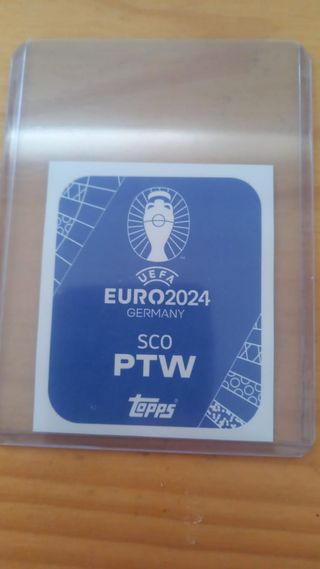 UEFA
EURO2024
GERMANY
SCO
PTW
topps